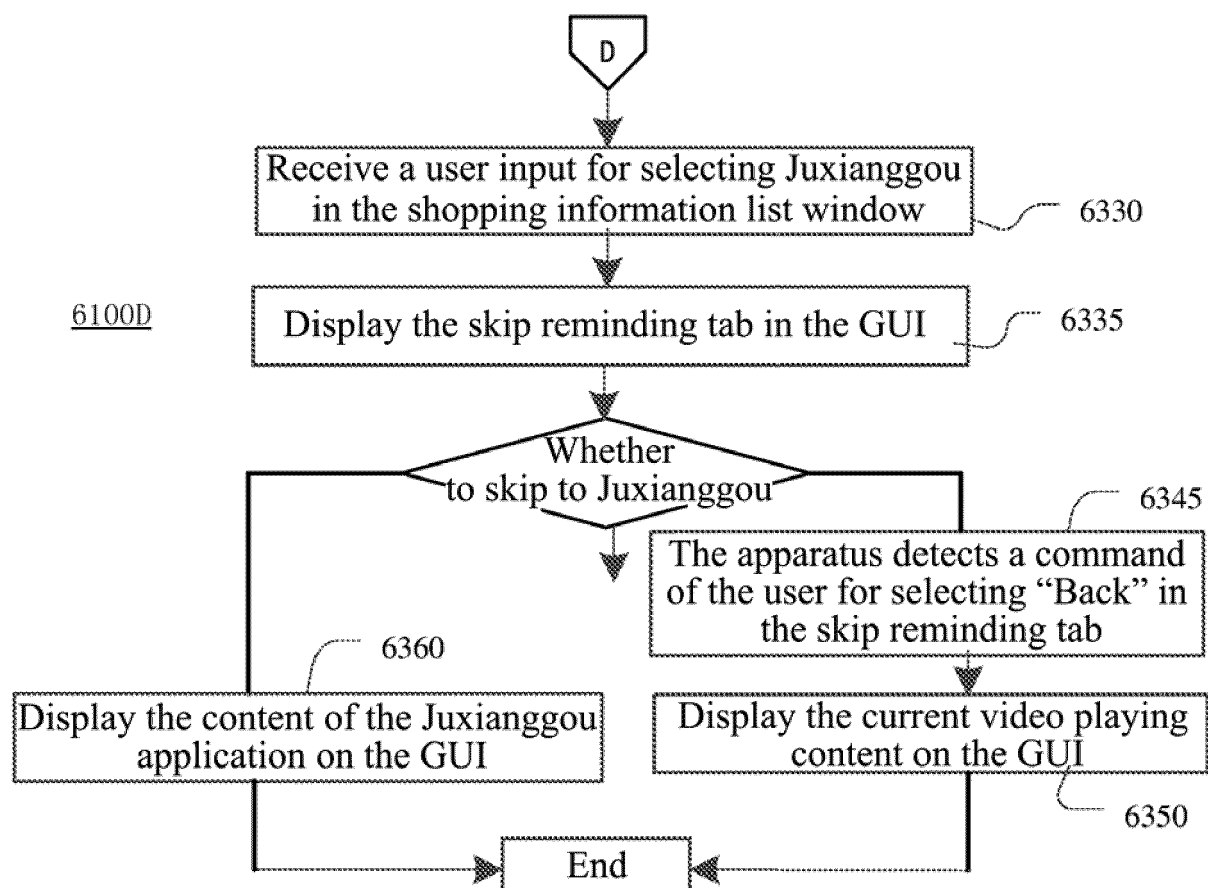 D
Receive a user input for selecting Juxianggou
in the shopping information list window
6330
6100D
Display the skip reminding tab in the GUI
6335
Whether
to skip to Juxianggou
6345
The apparatus detects a command
of the user for selecting “Back” in
the skip reminding tab
6360
Display the content of the Juxianggou
application on the GUI
Display the current video playing
content on the GUI
6350
End